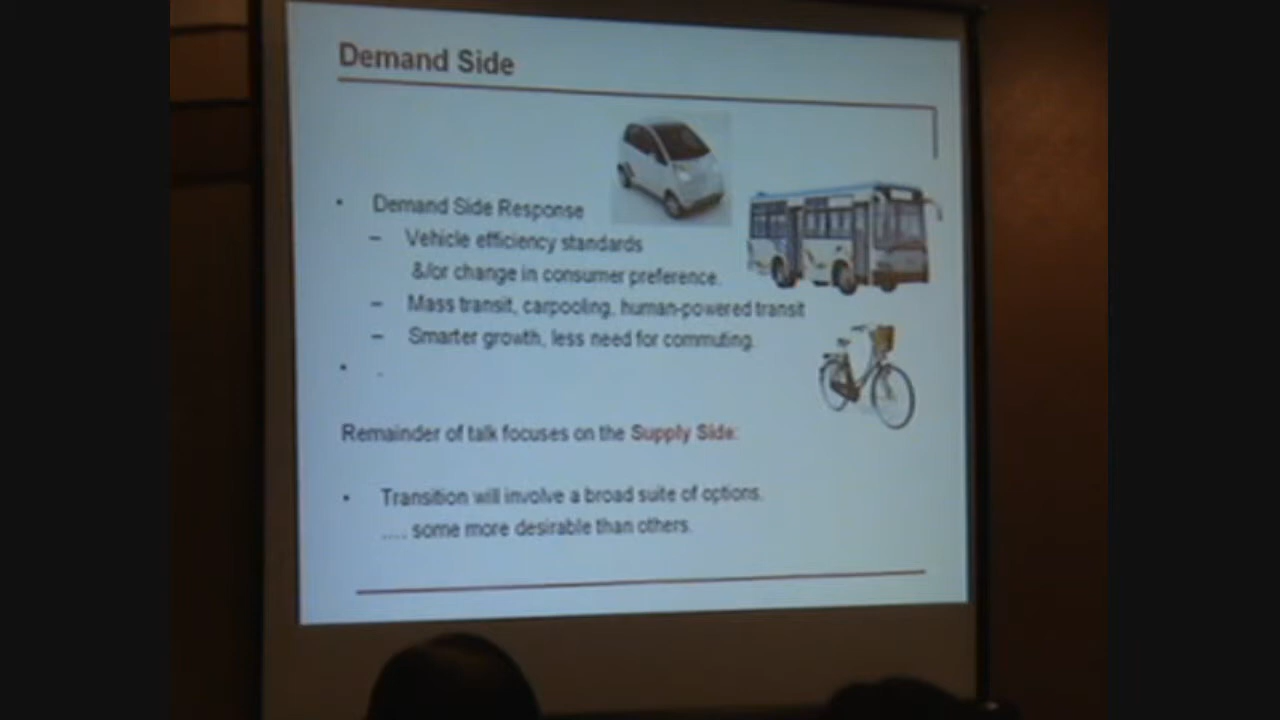 Demand Side
• Demand Side Response
– Vehicle efficiency standards
&/or change in consumer preference.
– Mass transit, carpooling, human-powered transit
– Smarter growth, less need for commuting.
• .
Remainder of talk focuses on the Supply Side:
• Transition will involve a broad suite of options.
.... some more desirable than others.